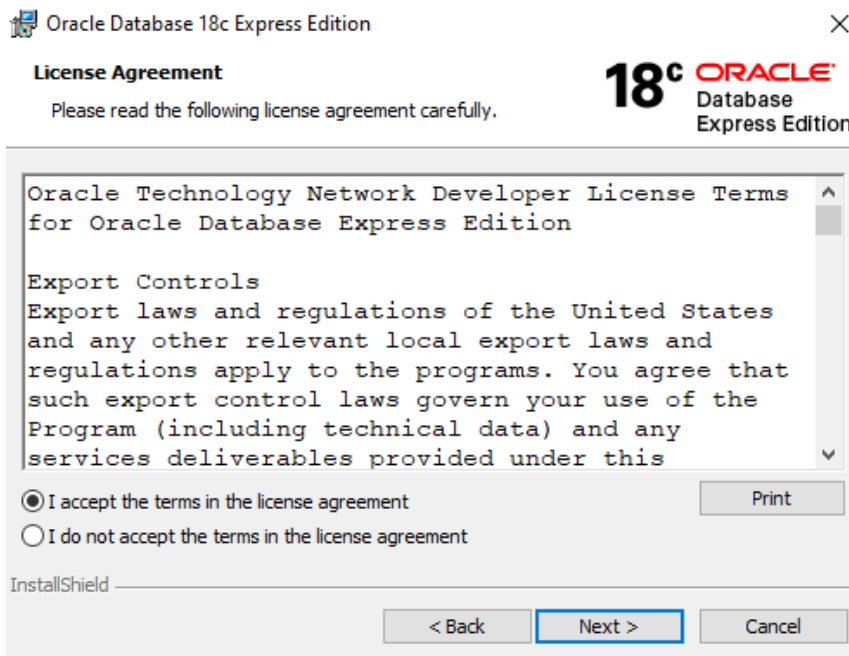 Oracle Database 18c Express Edition
License Agreement
Please read the following license agreement carefully.
18c ORACLE
Database
Express Edition
Oracle Technology Network Developer License Terms
for Oracle Database Express Edition
Export Controls
Export laws and regulations of the United States
and any other relevant local export laws and
regulations apply to the programs. You agree that
such export control laws govern your use of the
Program (including technical data) and any
services deliverables provided under this
I accept the terms in the license agreement
Print
I do not accept the terms in the license agreement
InstallShield
< Back
Next >
Cancel